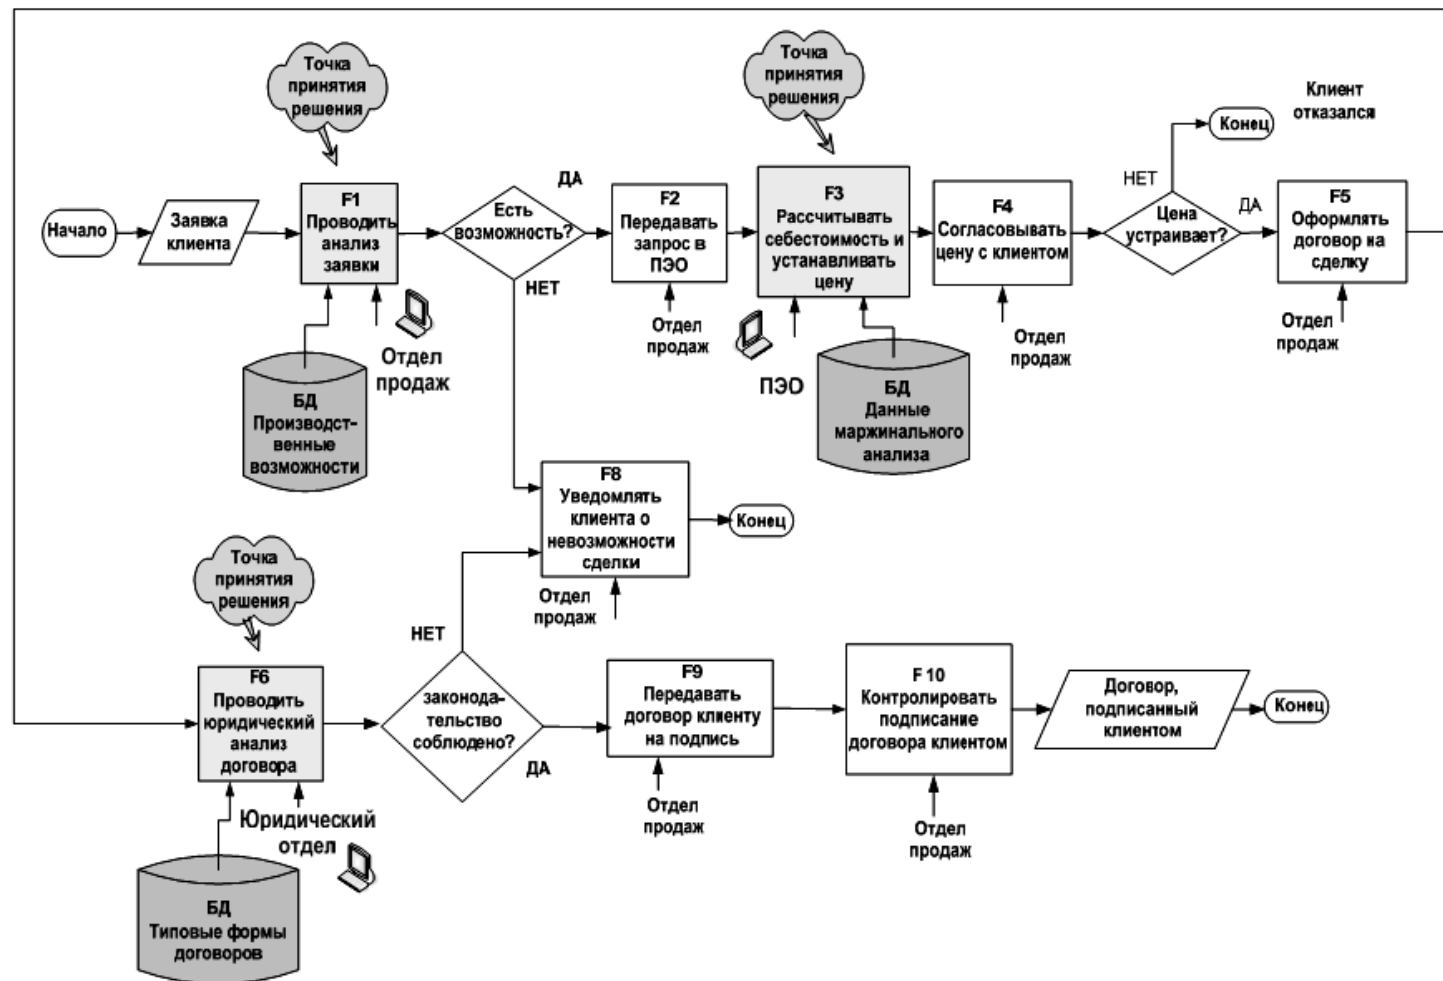 Точка
принятия
решения
Точка
принятия
решения
Клиент
отказался
Конец
НЕТ
Начало
Заявка
клиента
F1
Проводить
анализ
заявки
Есть
возможность?
ДА
НЕТ
F2
Передавать
запрос в
ПЭО
F3
Рассчитывать
себестоимость и
устанавливать
цену
F4
Согласовывать
цену с клиентом
Цена
устраивает?
ДА
F5
Оформлять
договор на
сделку
Отдел
продаж
Отдел
продаж
ПЭО
Отдел
продаж
Отдел
продаж
БД
Производст-
венные
возможности
БД
Данные
маржинального
анализа
F8
Уведомлять
клиента о
невозможности
сделки
Конец
Отдел
продаж
Точка
принятия
решения
НЕТ
F6
Проводить
юридический
анализ
договора
законода-
тельство
соблюдено?
ДА
F9
Передавать
договор клиенту
на подпись
F 10
Контролировать
подписание
договора клиентом
Договор,
подписанный
клиентом
Конец
Юридический
отдел
Отдел
продаж
Отдел
продаж
БД
Типовые формы
договоров